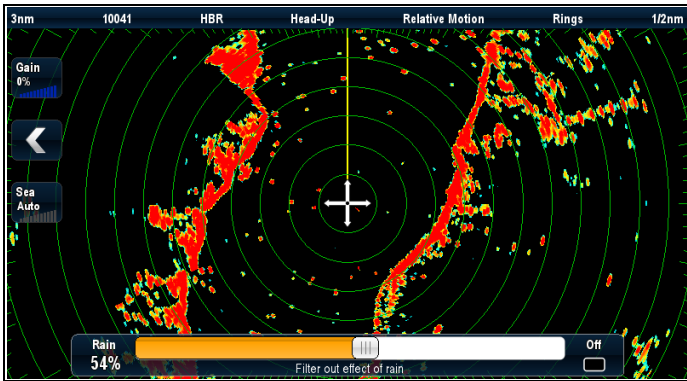 3nm 10041 HBR Head-Up Relative Motion Rings 1/2nm
Gain
0%
Sea
Auto
Rain
54%
Filter out effect of rain
Off